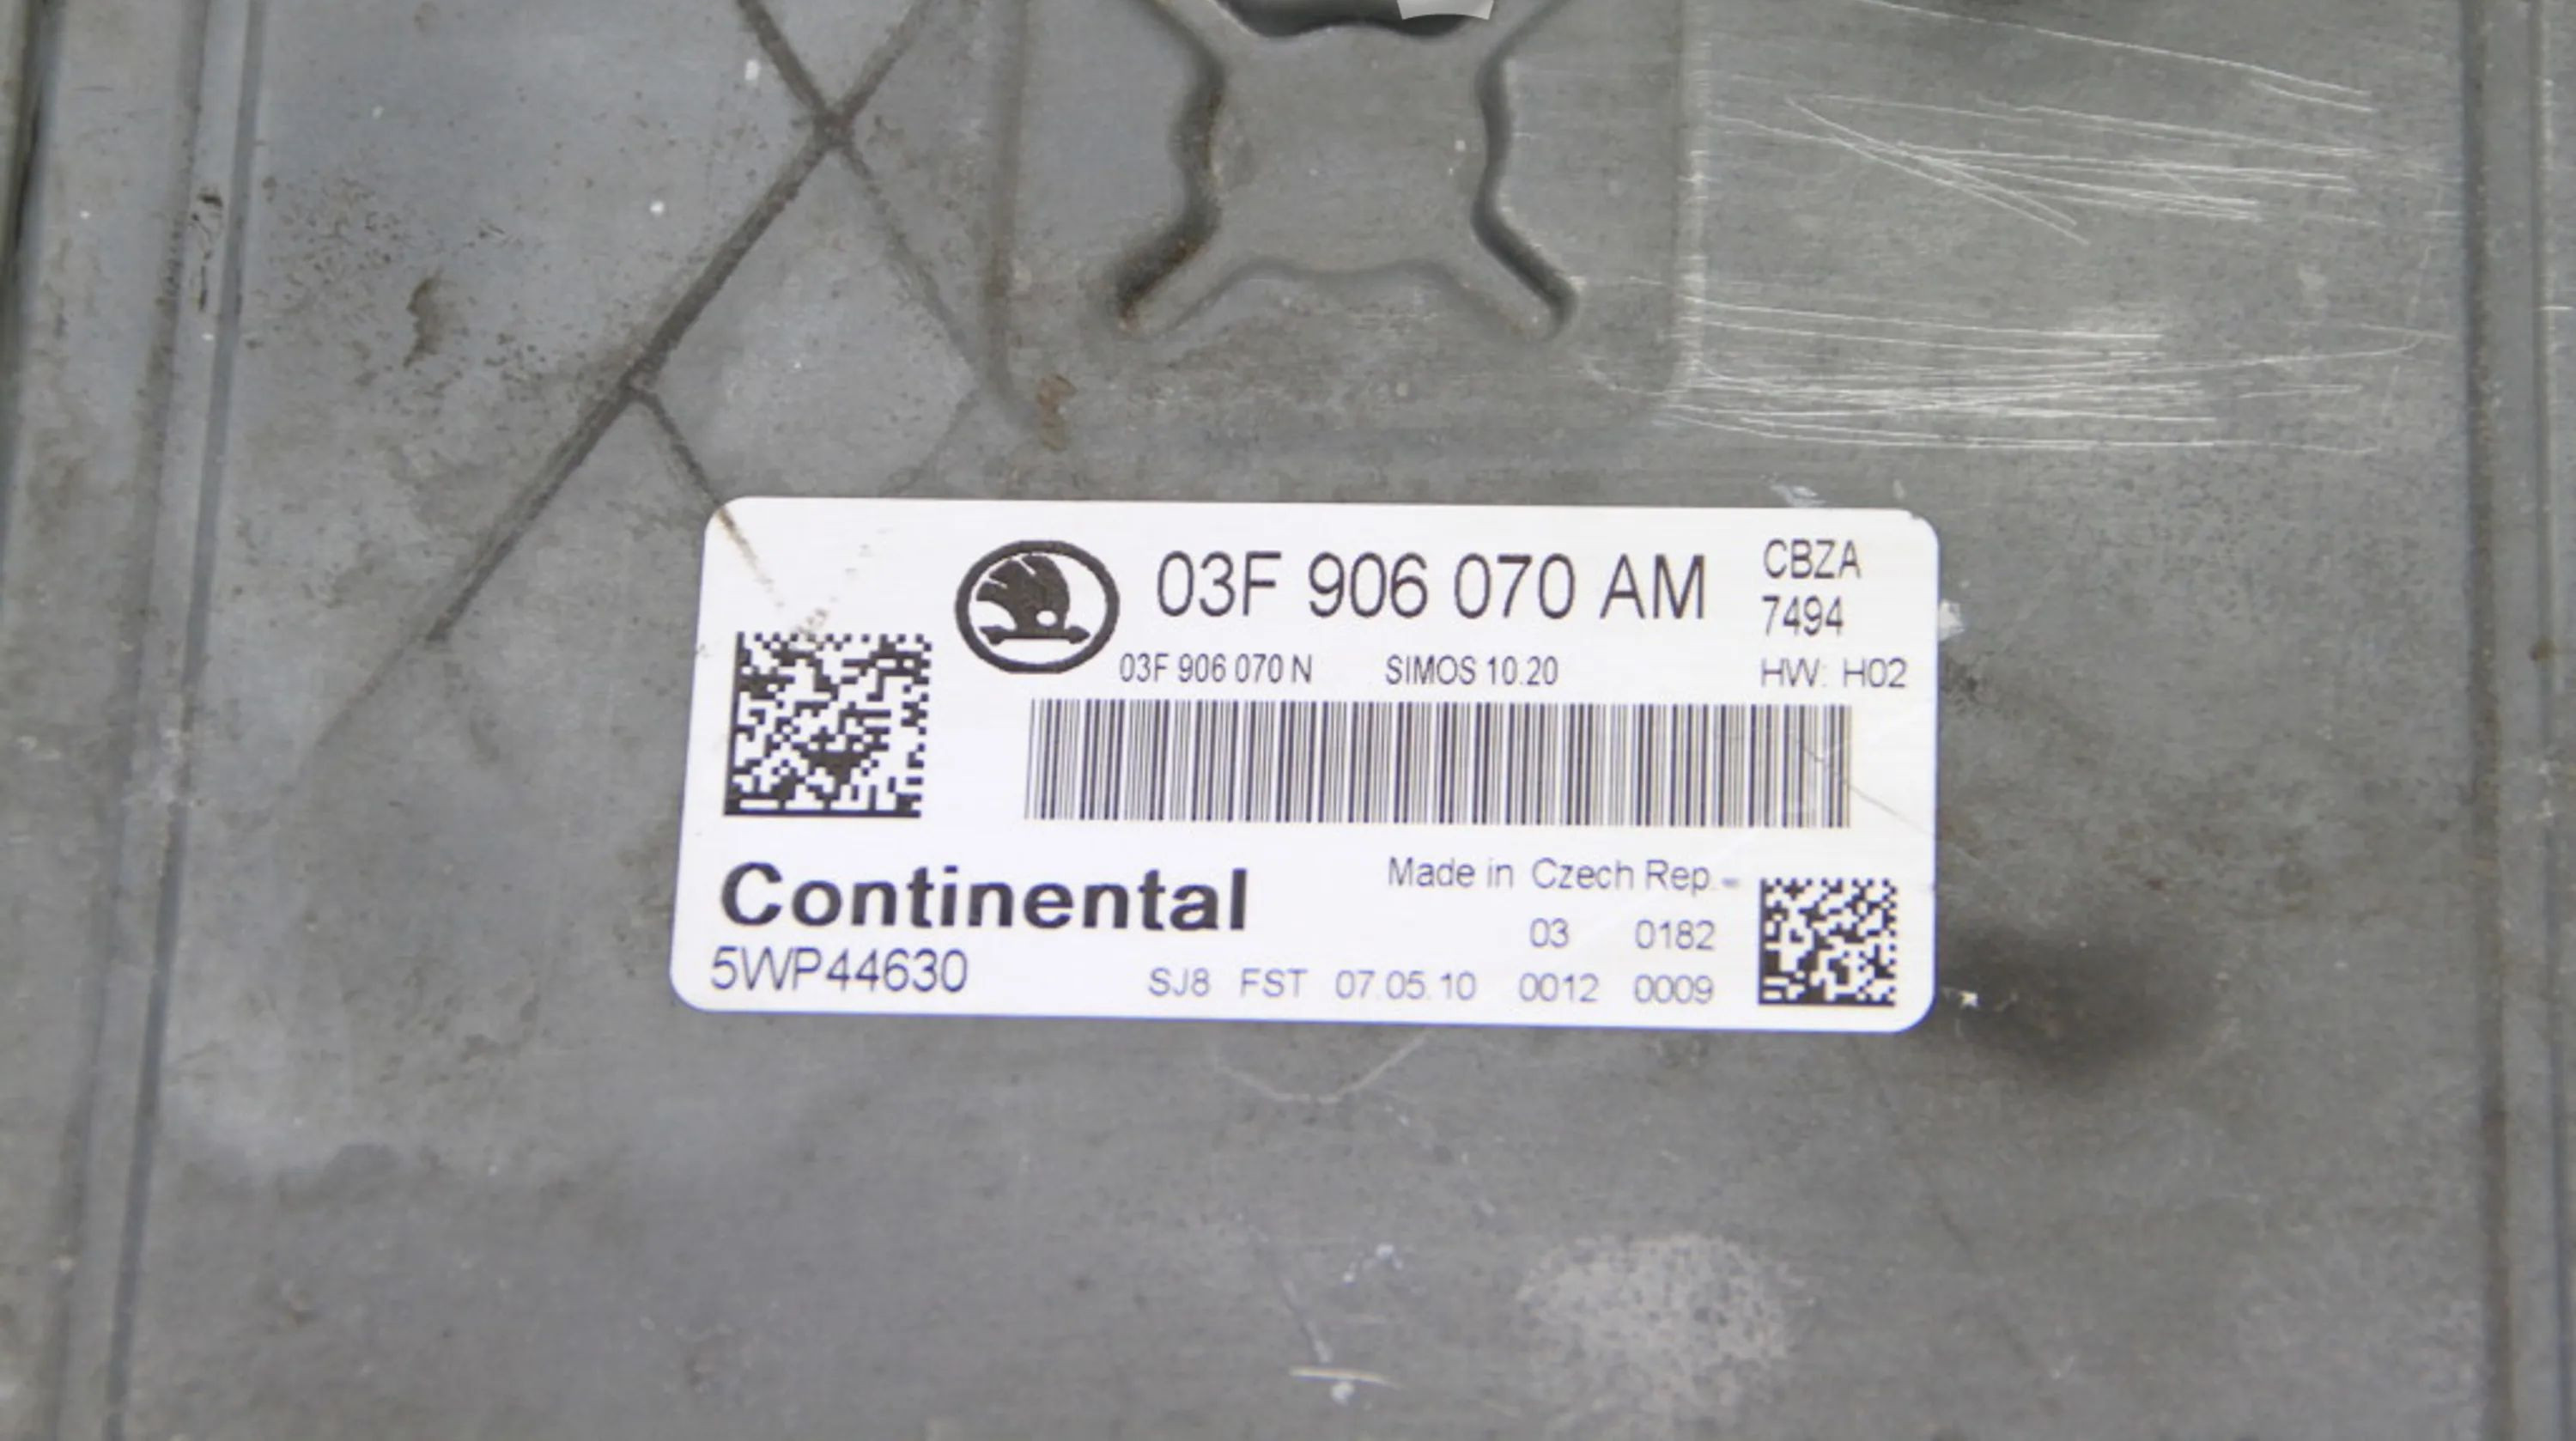 03F 906 070 AM
CBZA
7494
03F 906 070 N SIMOS 10.20 HW: H02
Continental
Made in Czech Rep.
03 0182
5WP44630
SJ8 FST 07.05.10 0012 0009